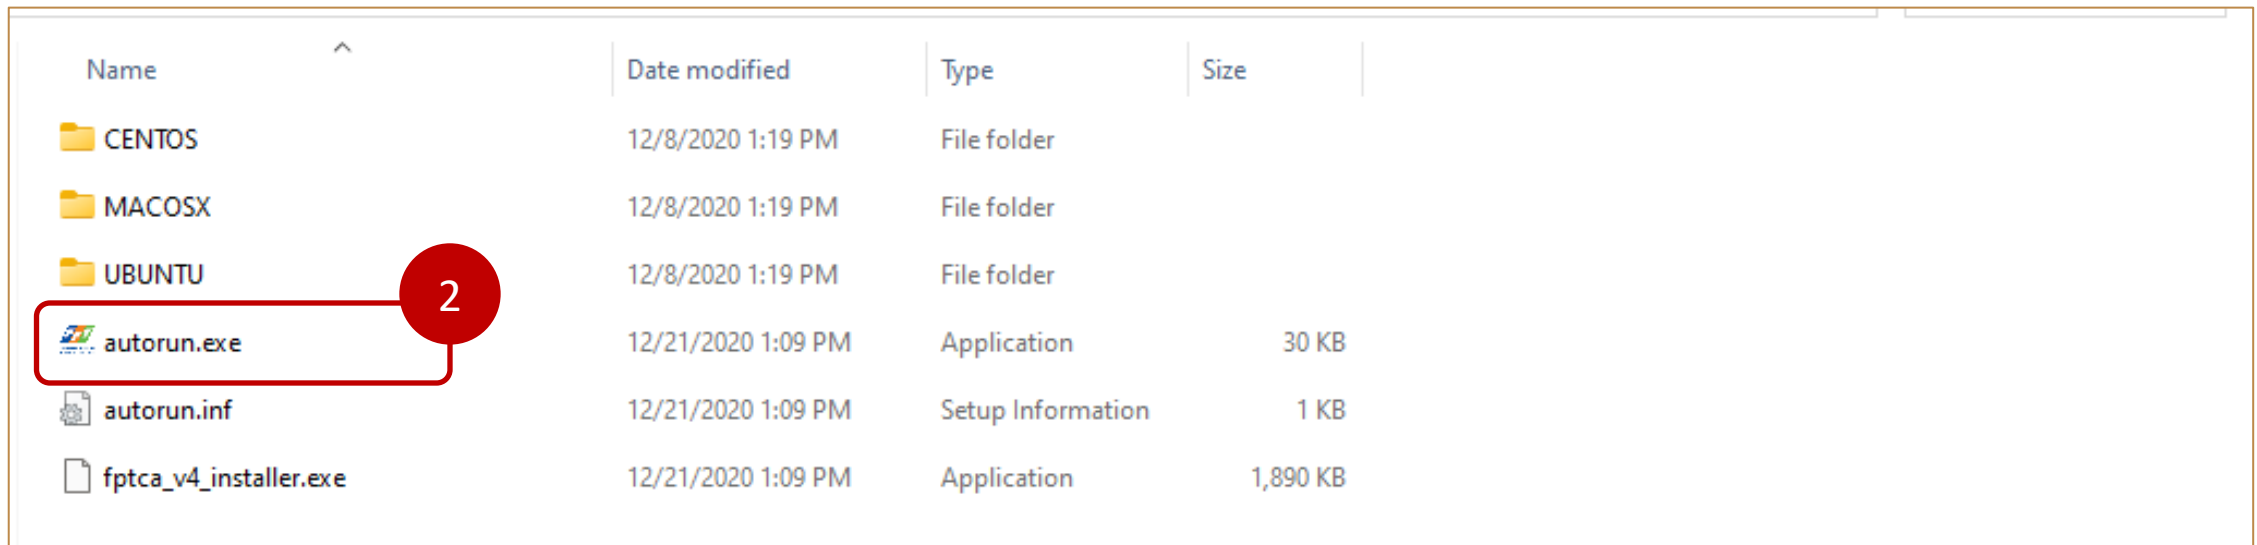 Name Date modified Type Size
CENTOS 12/8/2020 1:19 PM File folder
MACOSX 12/8/2020 1:19 PM File folder
UBUNTU 12/8/2020 1:19 PM File folder
2
autorun.exe 12/21/2020 1:09 PM Application 30 KB
autorun.inf 12/21/2020 1:09 PM Setup Information 1 KB
fptca_v4_installer.exe 12/21/2020 1:09 PM Application 1,890 KB